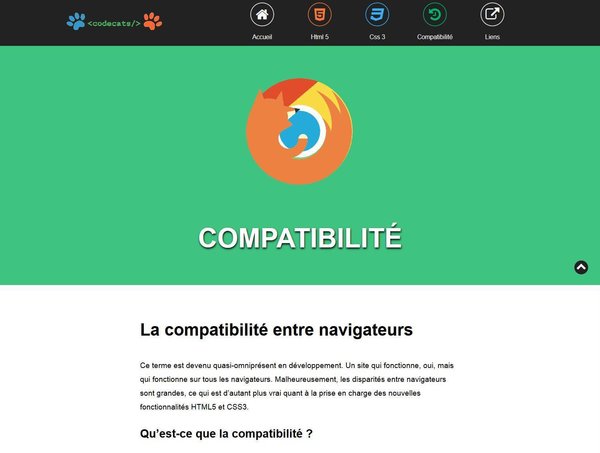 <codecats/>
Accueil
Html 5
Css 3
Compatibilité
Liens
COMPATIBILITÉ
La compatibilité entre navigateurs
Ce terme est devenu quasi-omniprésent en développement. Un site qui fonctionne, oui, mais
qui fonctionne sur tous les navigateurs. Malheureusement, les disparités entre navigateurs
sont grandes, ce qui est d’autant plus vrai quant à la prise en charge des nouvelles
fonctionnalités HTML5 et CSS3.
Qu’est-ce que la compatibilité ?